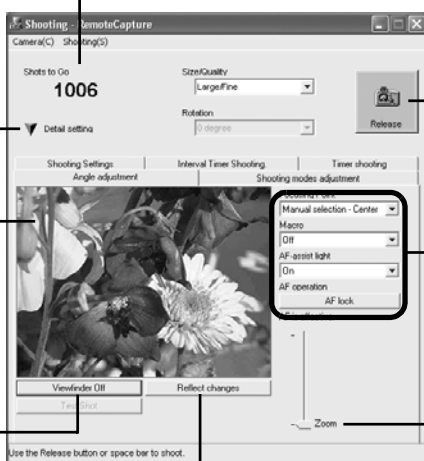 Shooting - RemoteCapture
Camera(C) Shooting(S)
Shots to Go
1006
Size/Quality
Large/Fine
Rotation
0 degree
Release
Detail setting
Shooting Settings
Interval Timer Shooting
Timer shooting
Angle adjustment
Shooting modes adjustment
Manual selection - Center
Macro
Off
AF-assist light
On
AF operation
AF lock
Zoom
Viewfinder Off
Reflect changes
Test Shot
Use the Release button or space bar to shoot.